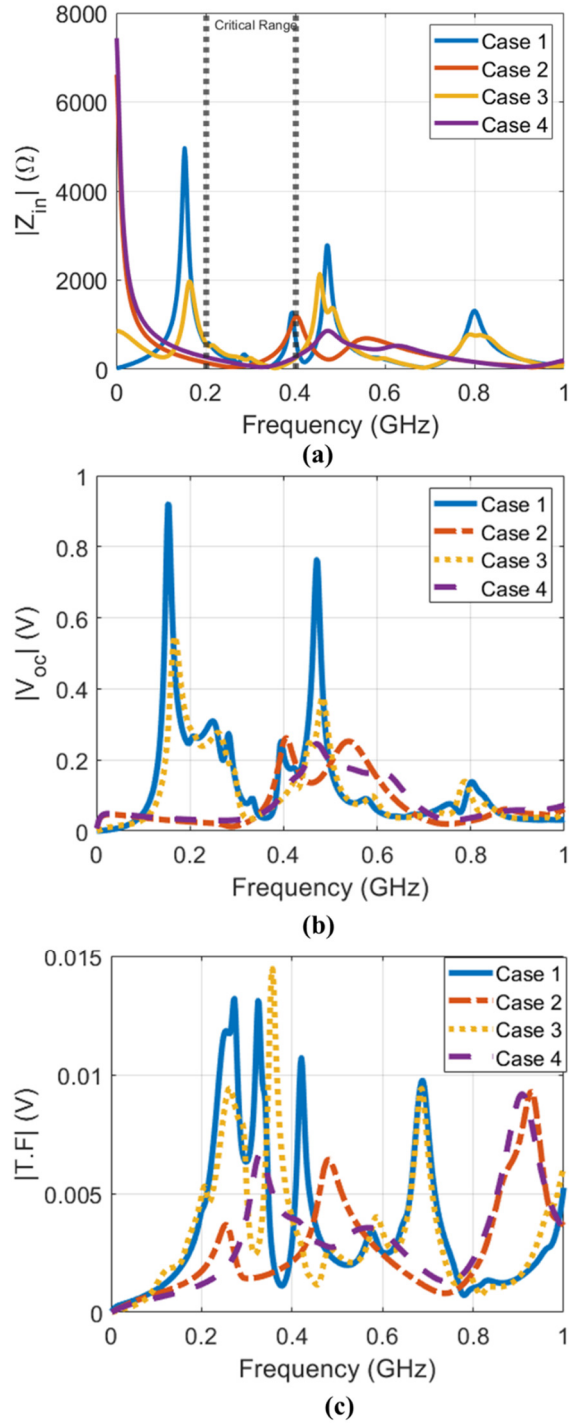 8000
6000
4000
2000
0
|Z_in| (Ω)
Critical Range
Case 1
Case 2
Case 3
Case 4
0 0.2 0.4 0.6 0.8 1
Frequency (GHz)
(a)
1
0.8
0.6
0.4
0.2
0
|V_oc| (V)
Case 1
Case 2
Case 3
Case 4
0 0.2 0.4 0.6 0.8 1
Frequency (GHz)
(b)
0.015
0.01
0.005
0
|T.F| (V)
Case 1
Case 2
Case 3
Case 4
0 0.2 0.4 0.6 0.8 1
Frequency (GHz)
(c)